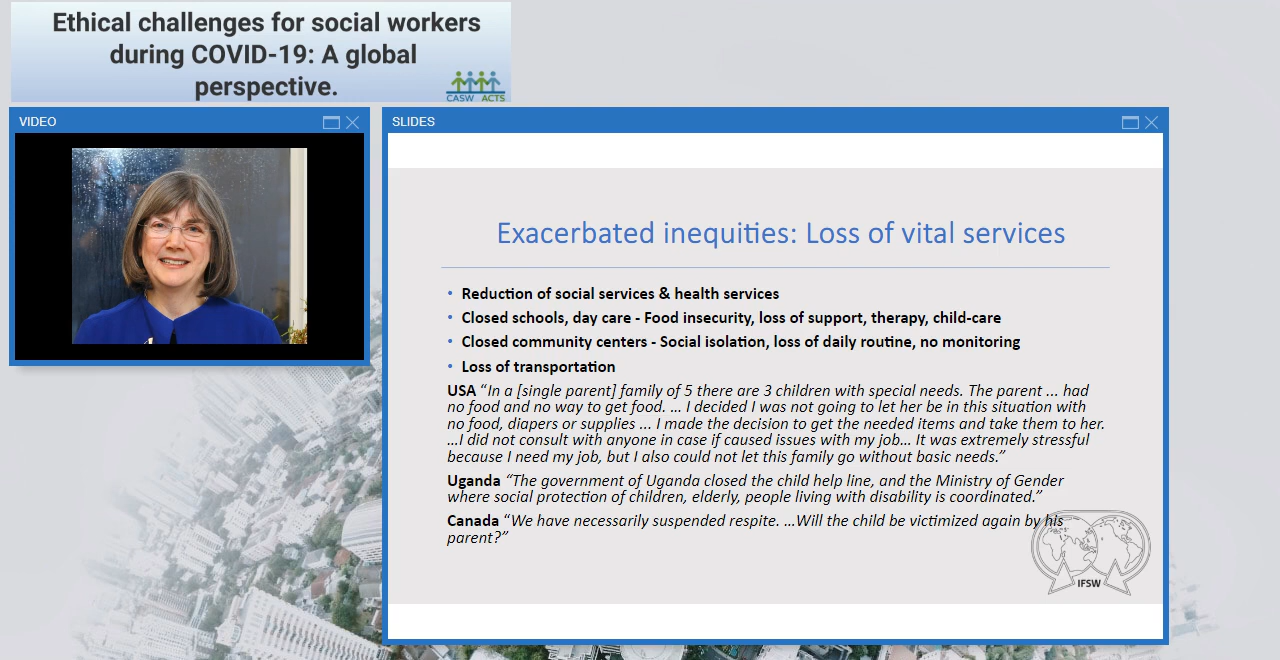 Ethical challenges for social workers
during COVID-19: A global
perspective.
CASW ACTS
VIDEO
SLIDES
Exacerbated inequities: Loss of vital services
• Reduction of social services & health services
• Closed schools, day care - Food insecurity, loss of support, therapy, child-care
• Closed community centers - Social isolation, loss of daily routine, no monitoring
• Loss of transportation
USA “In a [single parent] family of 5 there are 3 children with special needs. The parent ... had
no food and no way to get food. … I decided I was not going to let her be in this situation with
no food, diapers or supplies ... I made the decision to get the needed items and take them to her.
…I did not consult with anyone in case if caused issues with my job… It was extremely stressful
because I need my job, but I also could not let this family go without basic needs.”
Uganda “The government of Uganda closed the child help line, and the Ministry of Gender
where social protection of children, elderly, people living with disability is coordinated.”
Canada “We have necessarily suspended respite. …Will the child be victimized again by his
parent?”
IFSW